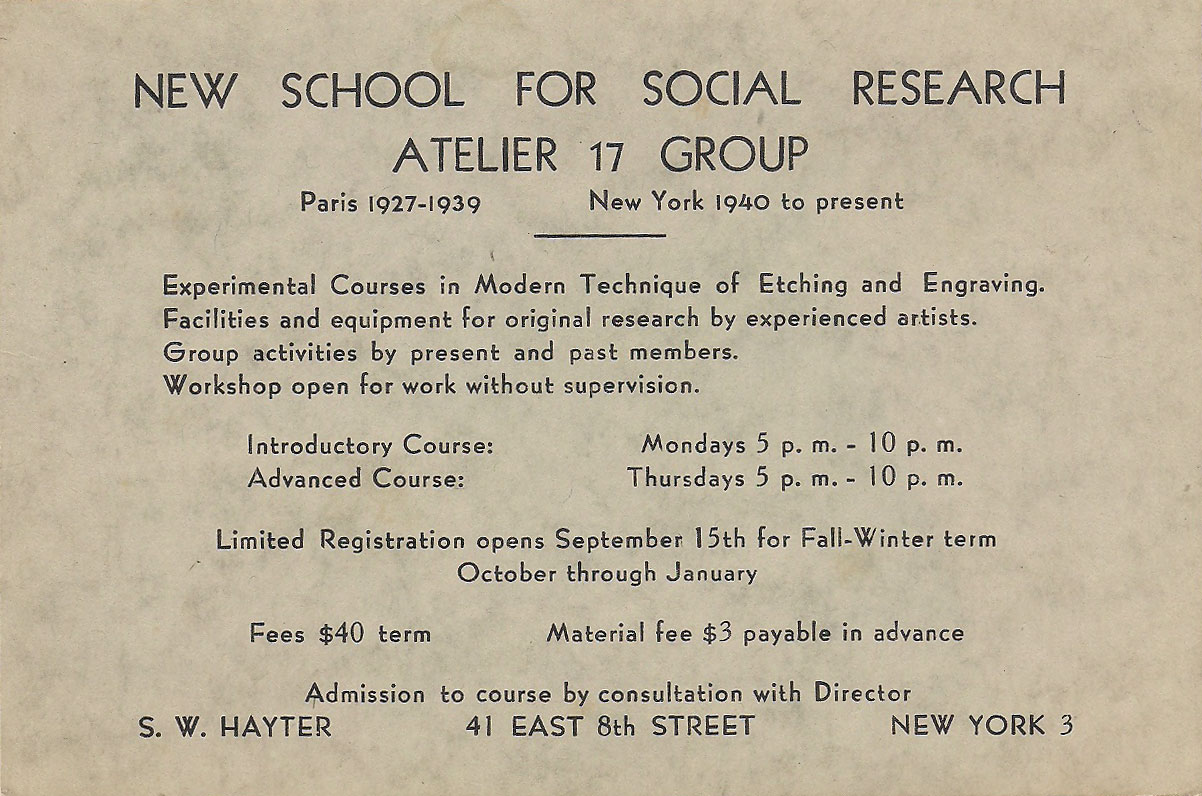 NEW SCHOOL FOR SOCIAL RESEARCH
ATELIER 17 GROUP
Paris 1927-1939 New York 1940 to present
Experimental Courses in Modern Technique of Etching and Engraving.
Facilities and equipment for original research by experienced artists.
Group activities by present and past members.
Workshop open for work without supervision.
Introductory Course: Mondays 5 p. m. - 10 p. m.
Advanced Course: Thursdays 5 p. m. - 10 p. m.
Limited Registration opens September 15th for Fall-Winter term
October through January
Fees $40 term Material fee $3 payable in advance
Admission to course by consultation with Director
S. W. HAYTER 41 EAST 8th STREET NEW YORK 3